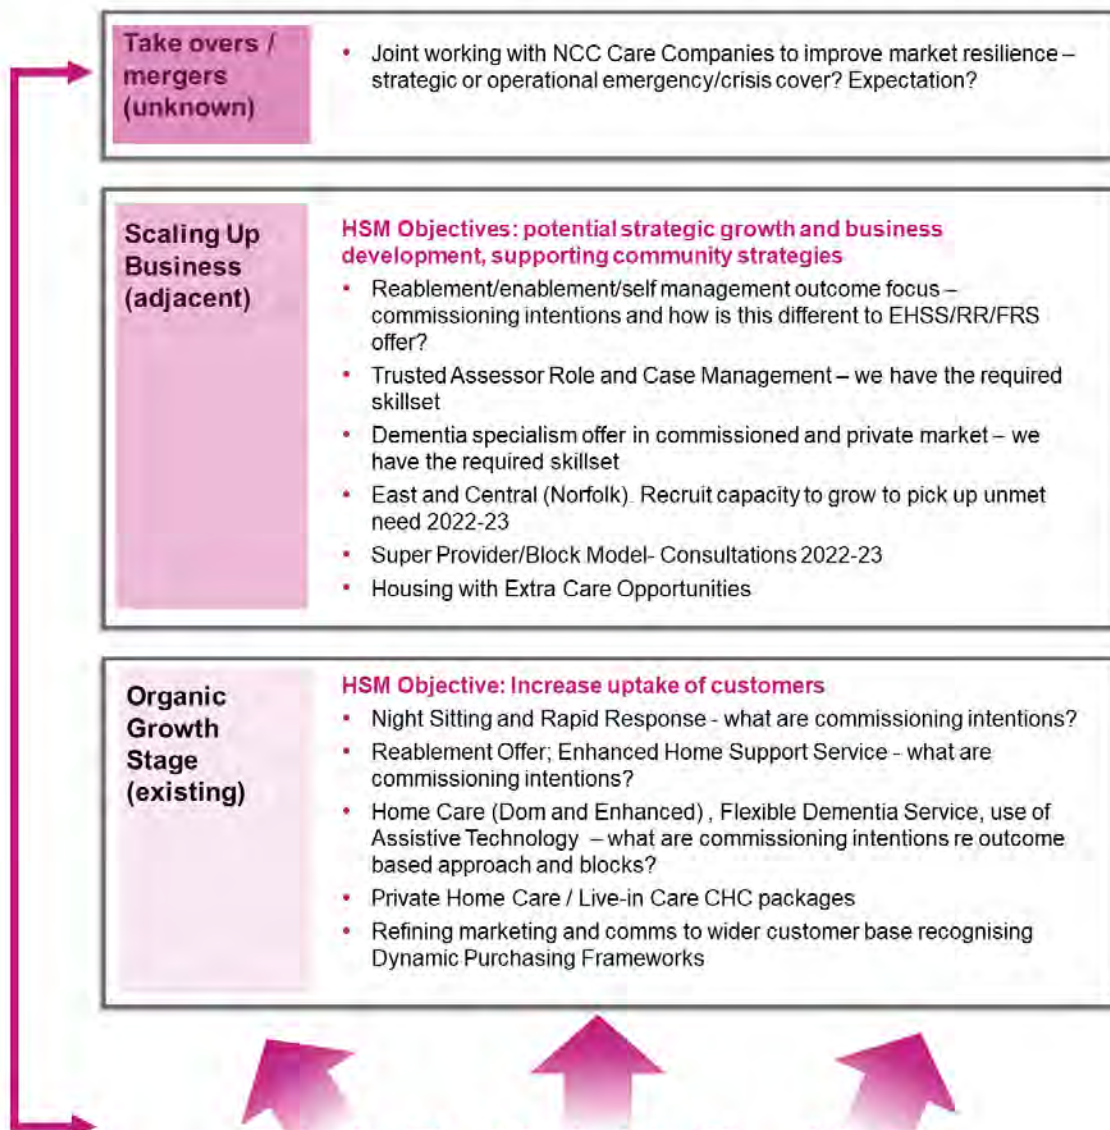 Take overs /
mergers
(unknown)
• Joint working with NCC Care Companies to improve market resilience –
strategic or operational emergency/crisis cover? Expectation?
Scaling Up
Business
(adjacent)
HSM Objectives: potential strategic growth and business
development, supporting community strategies
• Reablement/enablement/self management outcome focus –
commissioning intentions and how is this different to EHSS/RR/FRS
offer?
• Trusted Assessor Role and Case Management – we have the required
skillset
• Dementia specialism offer in commissioned and private market – we
have the required skillset
• East and Central (Norfolk). Recruit capacity to grow to pick up unmet
need 2022-23
• Super Provider/Block Model- Consultations 2022-23
• Housing with Extra Care Opportunities
Organic
Growth
Stage
(existing)
HSM Objective: Increase uptake of customers
• Night Sitting and Rapid Response - what are commissioning intentions?
• Reablement Offer; Enhanced Home Support Service - what are
commissioning intentions?
• Home Care (Dom and Enhanced) , Flexible Dementia Service, use of
Assistive Technology – what are commissioning intentions re outcome
based approach and blocks?
• Private Home Care / Live-in Care CHC packages
• Refining marketing and comms to wider customer base recognising
Dynamic Purchasing Frameworks